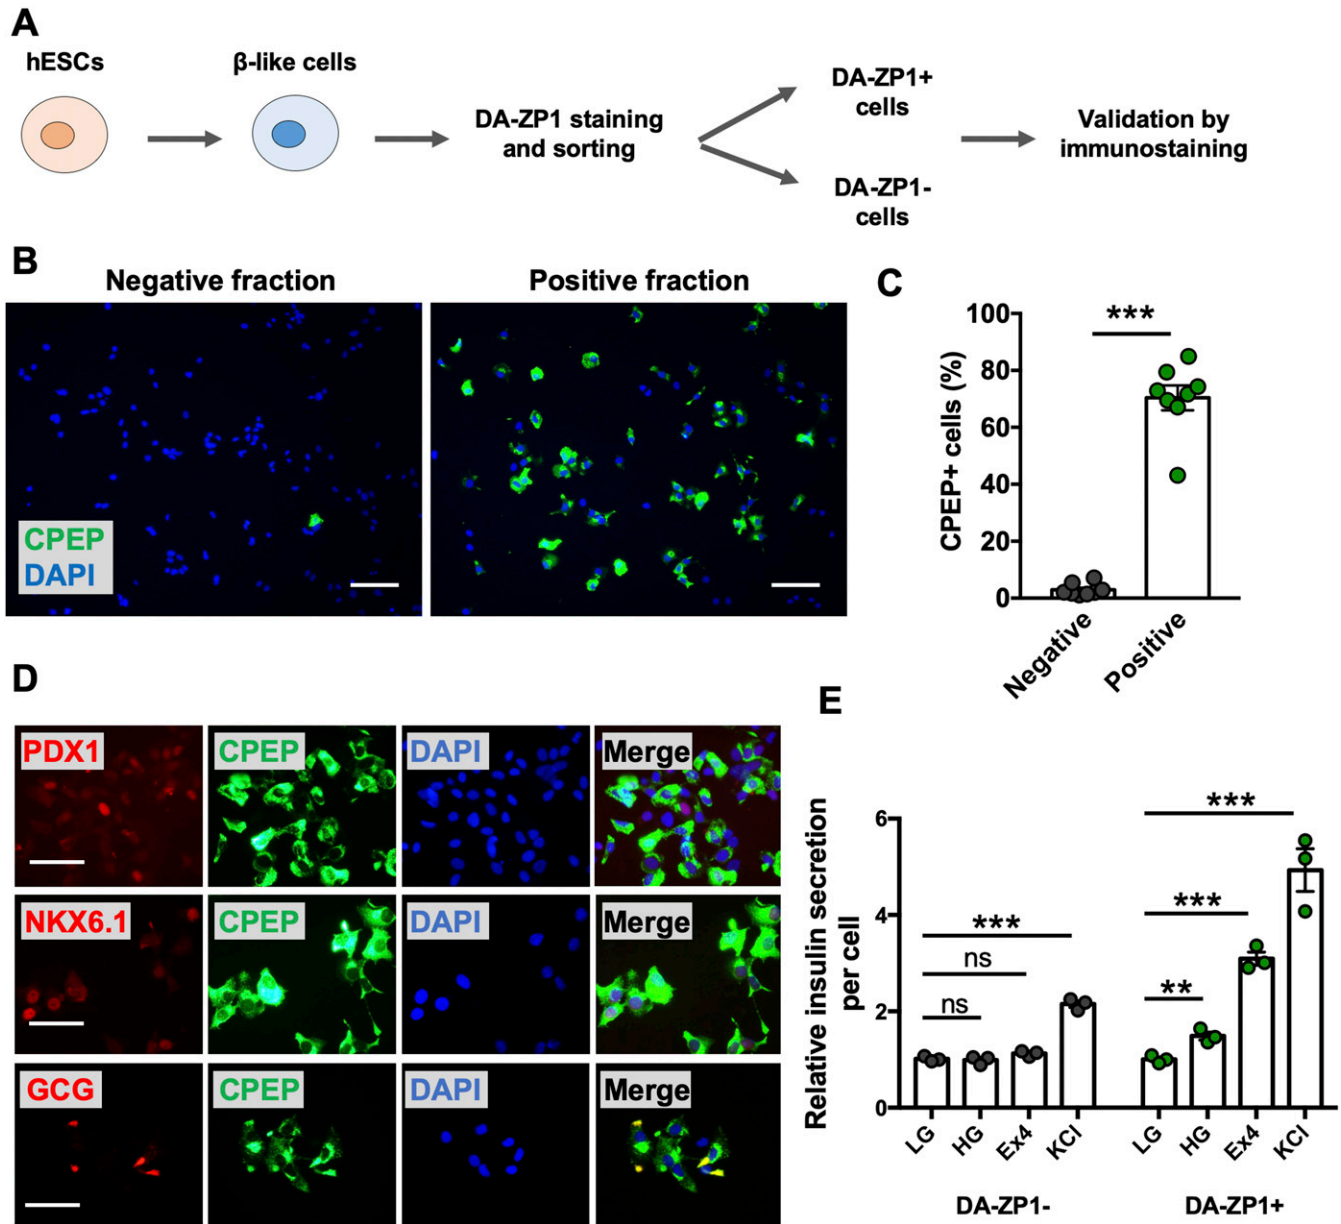 A
hESCs
β-like cells
DA-ZP1 staining
and sorting
DA-ZP1+
cells
DA-ZP1-
cells
Validation by
immunostaining
B
Negative fraction
Positive fraction
CPEP
DAPI
C
CPEP+ cells (%)
100
80
60
40
20
0
***
Negative
Positive
D
PDX1
CPEP
DAPI
Merge
NKX6.1
CPEP
DAPI
Merge
GCG
CPEP
DAPI
Merge
E
Relative insulin secretion
per cell
6
4
2
0
***
ns
ns
***
***
**
LG
HG
Ex4
KCl
LG
HG
Ex4
KCl
DA-ZP1-
DA-ZP1+